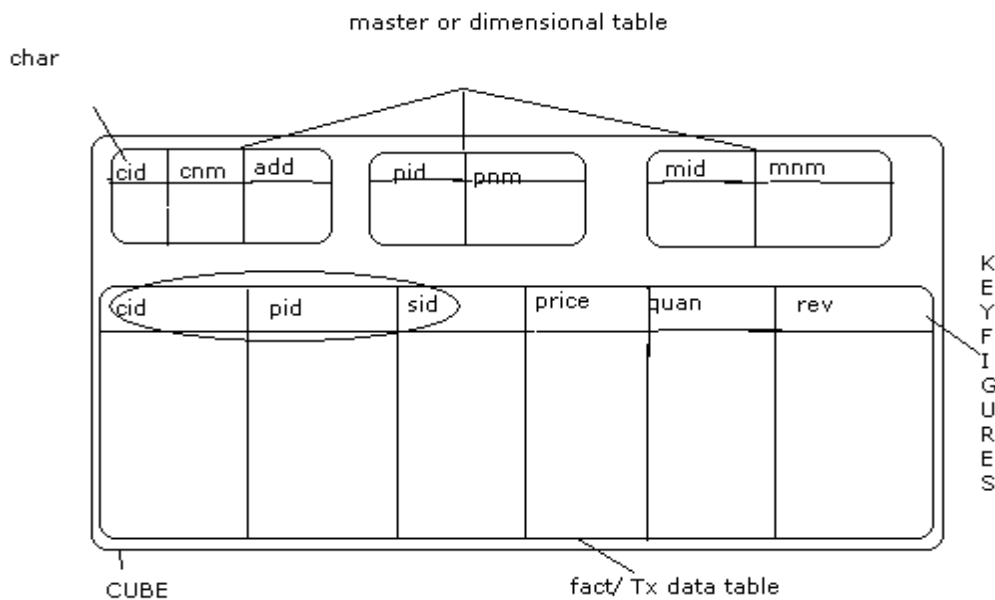 master or dimensional table
char
cid cnm add pid pnm mid mnm
cid pid sid price quan rev
K
E
Y
F
I
G
U
R
E
S
CUBE
fact/ Tx data table